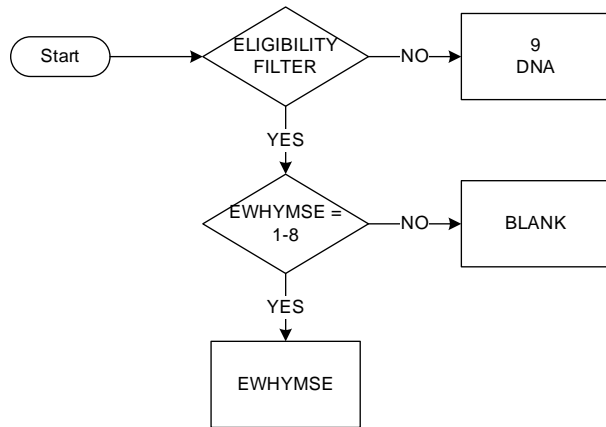 Start
ELIGIBILITY
FILTER
NO
9
DNA
YES
EWHYMSE =
1-8
NO
BLANK
YES
EWHYMSE